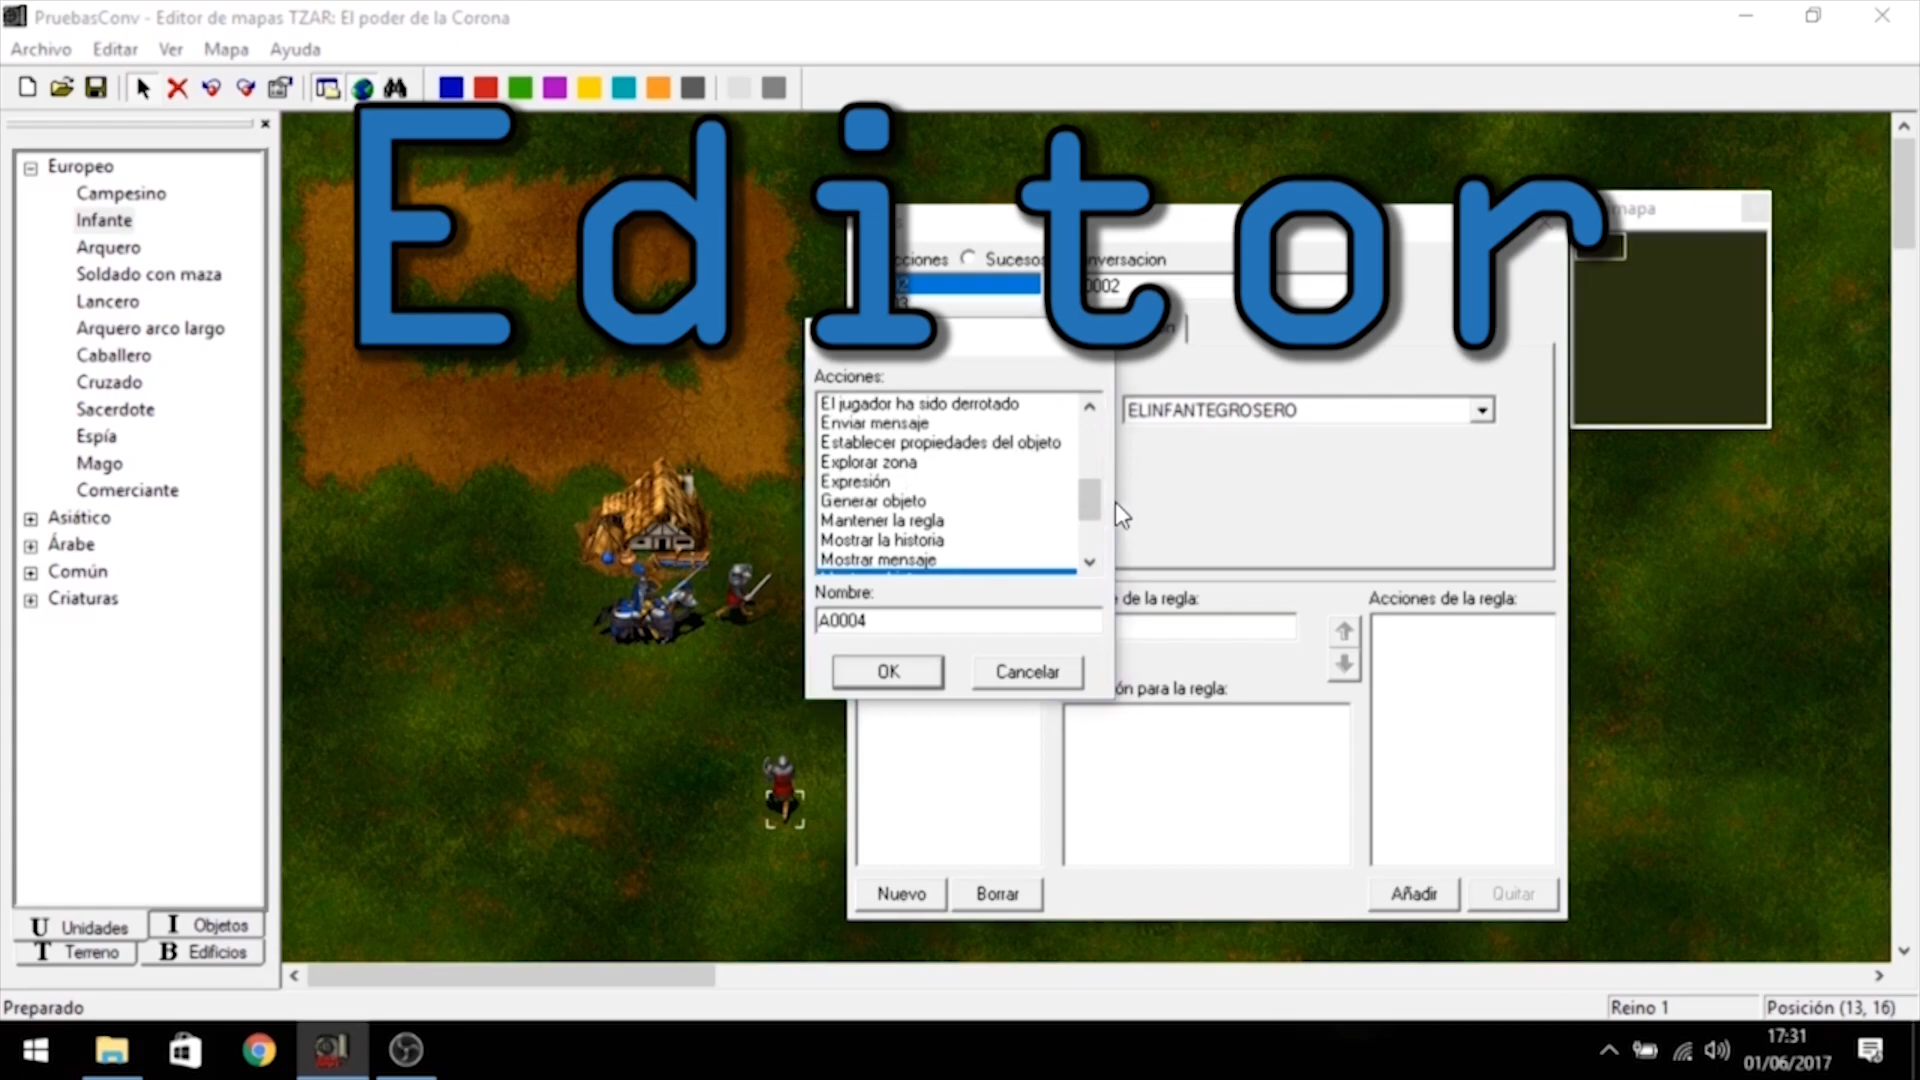 PruebasConv - Editor de mapas TZAR: El poder de la Corona
Archivo Editar Ver Mapa Ayuda
Editor
Europeo
Campesino
Infante
Arquero
Soldado con maza
Lancero
Arquero arco largo
Caballero
Cruzado
Sacerdote
Espía
Mago
Comerciante
Asiático
Árabe
Común
Criaturas
U Unidades
I Objetos
T Terreno
B Edificios
mapa
Sucesos
ELINFANTEGROSERO
Acciones:
El jugador ha sido derrotado
Enviar mensaje
Establecer propiedades del objeto
Explorar zona
Expresión
Generar objeto
Mantener la regla
Mostrar la historia
Mostrar mensaje
Nombre:
A0004
OK Cancelar
de la regla:
Acciones de la regla:
para la regla:
Nuevo Borrar
Añadir Quitar
Preparado
Reino 1
Posición (13, 16)
17:31
01/06/2017